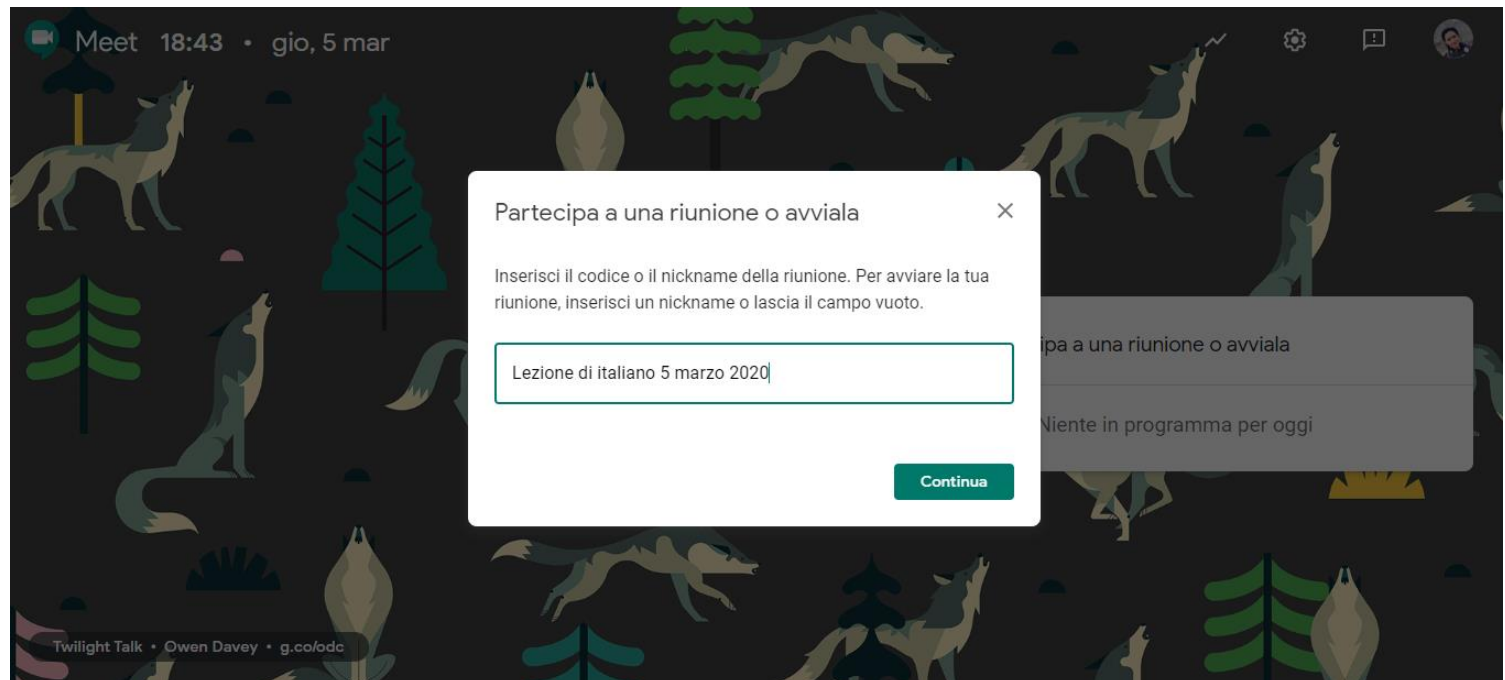 Meet 18:43 • gio, 5 mar
Partecipa a una riunione o avviala
Inserisci il codice o il nickname della riunione. Per avviare la tua
riunione, inserisci un nickname o lascia il campo vuoto.
Lezione di italiano 5 marzo 2020
Continua
ipa a una riunione o avviala
Niente in programma per oggi
Twilight Talk • Owen Davey • g.co/odc